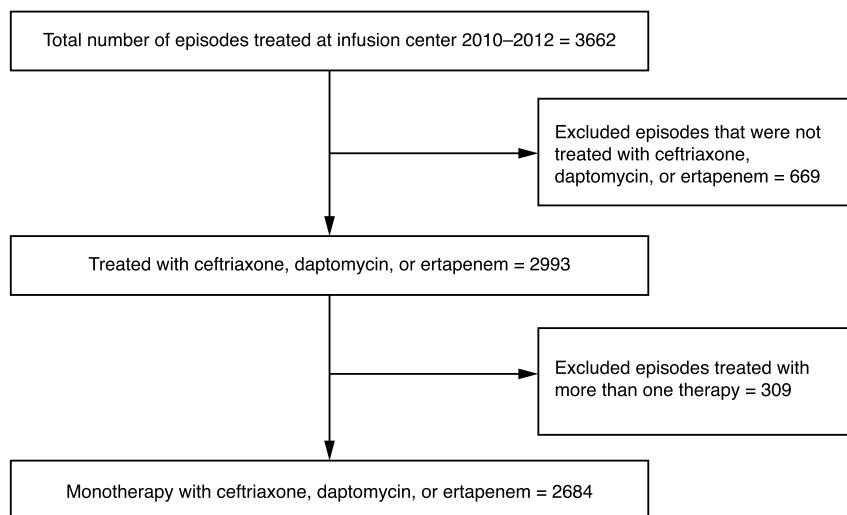 Total number of episodes treated at infusion center 2010–2012 = 3662
Excluded episodes that were not
treated with ceftriaxone,
daptomycin, or ertapenem = 669
Treated with ceftriaxone, daptomycin, or ertapenem = 2993
Excluded episodes treated with
more than one therapy = 309
Monotherapy with ceftriaxone, daptomycin, or ertapenem = 2684